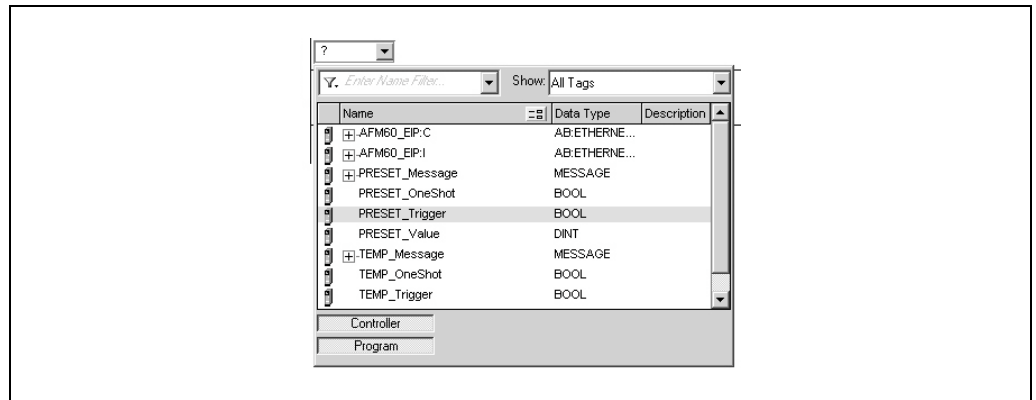 ?
Enter Name Filter... Show: All Tags
Name Data Type Description
AFM60_EIP:C AB:ETHERNE...
AFM60_EIP:I AB:ETHERNE...
PRESET_Message MESSAGE
PRESET_OneShot BOOL
PRESET_Trigger BOOL
PRESET_Value DINT
TEMP_Message MESSAGE
TEMP_OneShot BOOL
TEMP_Trigger BOOL
Controller
Program